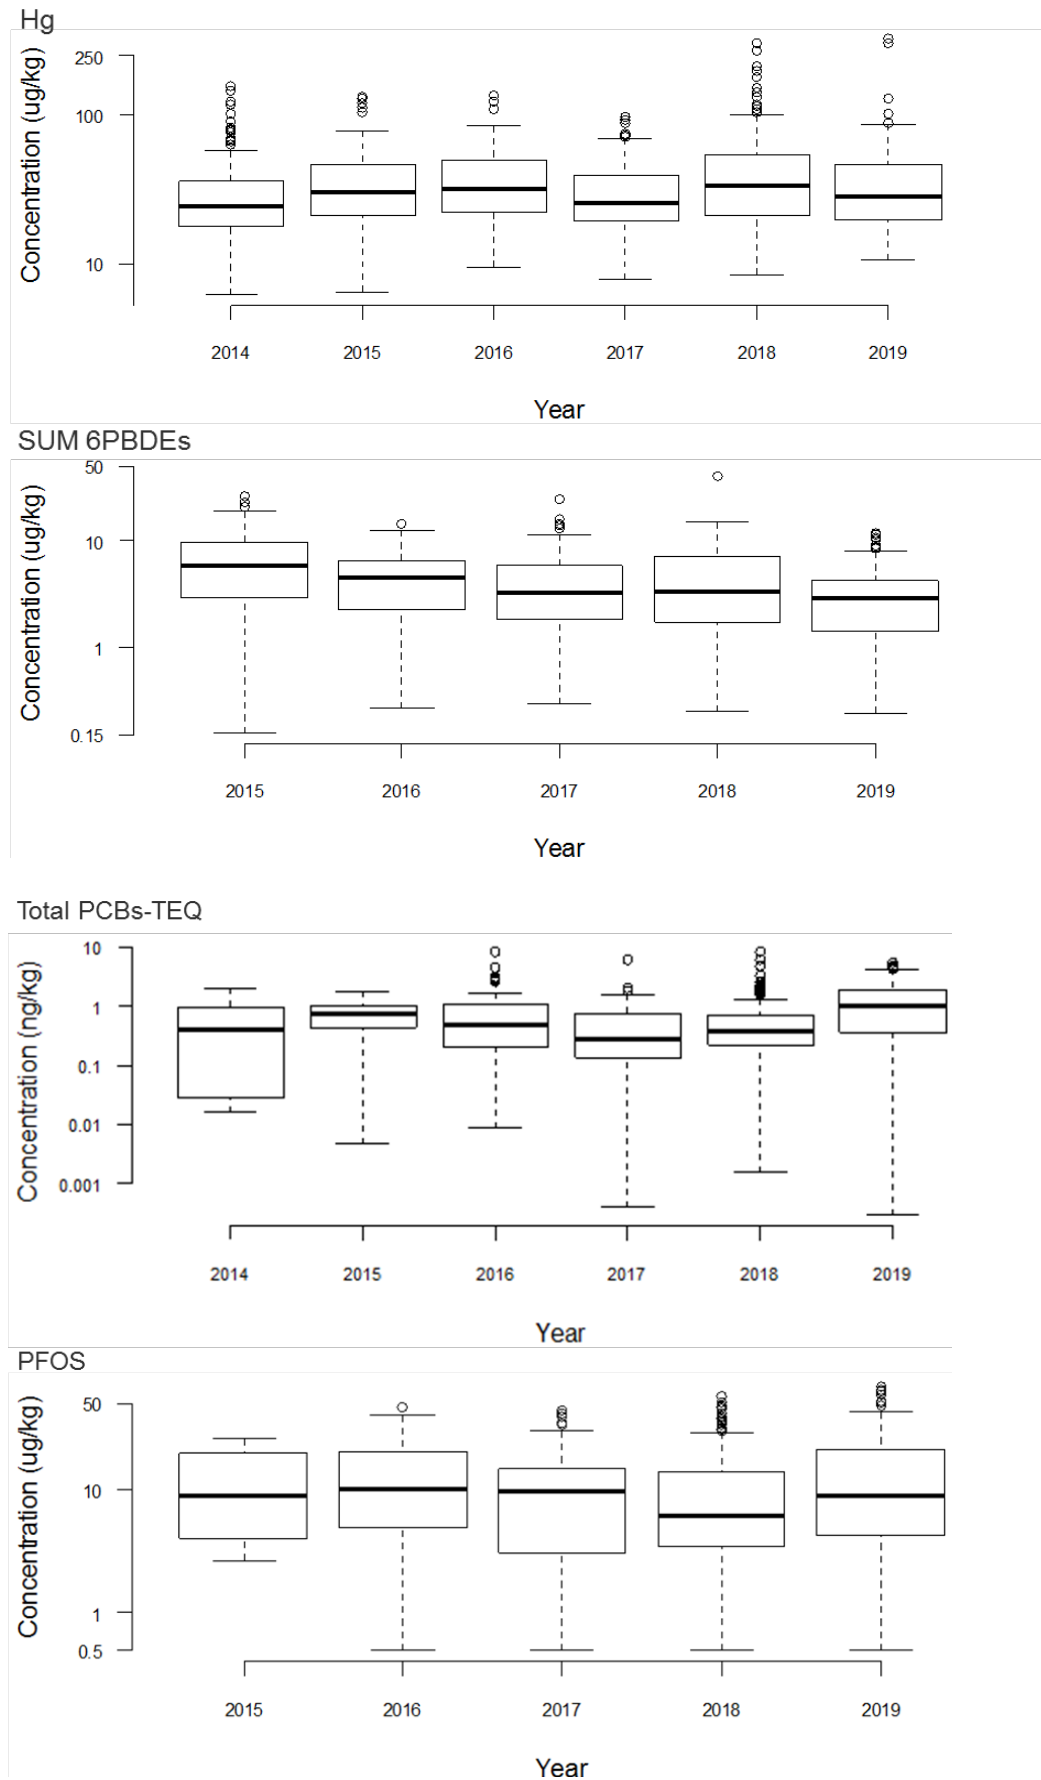 Hg
Concentration (ug/kg)
250
100
10
2014 2015 2016 2017 2018 2019
Year
SUM 6PBDEs
Concentration (ug/kg)
50
10
1
0.15
2015 2016 2017 2018 2019
Year
Total PCBs-TEQ
Concentration (ng/kg)
10
1
0.1
0.01
0.001
2014 2015 2016 2017 2018 2019
Year
PFOS
Concentration (ug/kg)
50
10
1
0.5
2015 2016 2017 2018 2019
Year